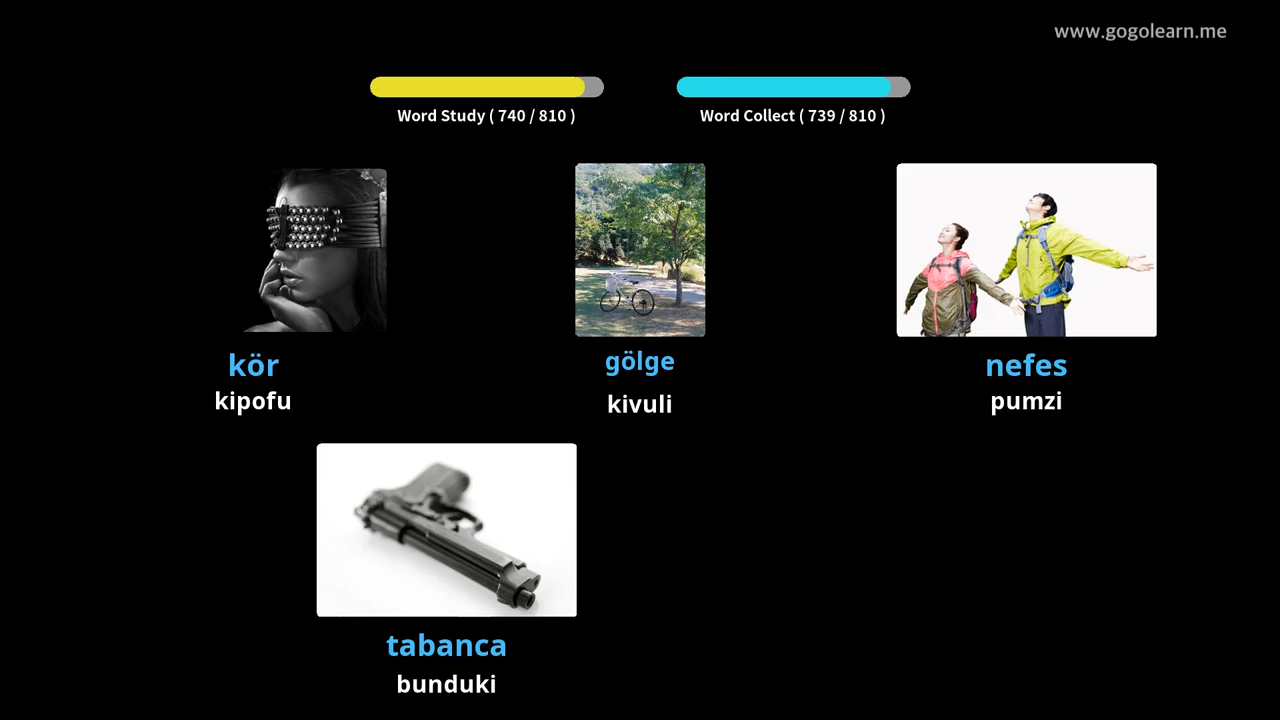 www.gogolearn.me
Word Study ( 740 / 810 )
Word Collect ( 739 / 810 )
kör
kipofu
gölge
kivuli
nefes
pumzi
tabanca
bunduki